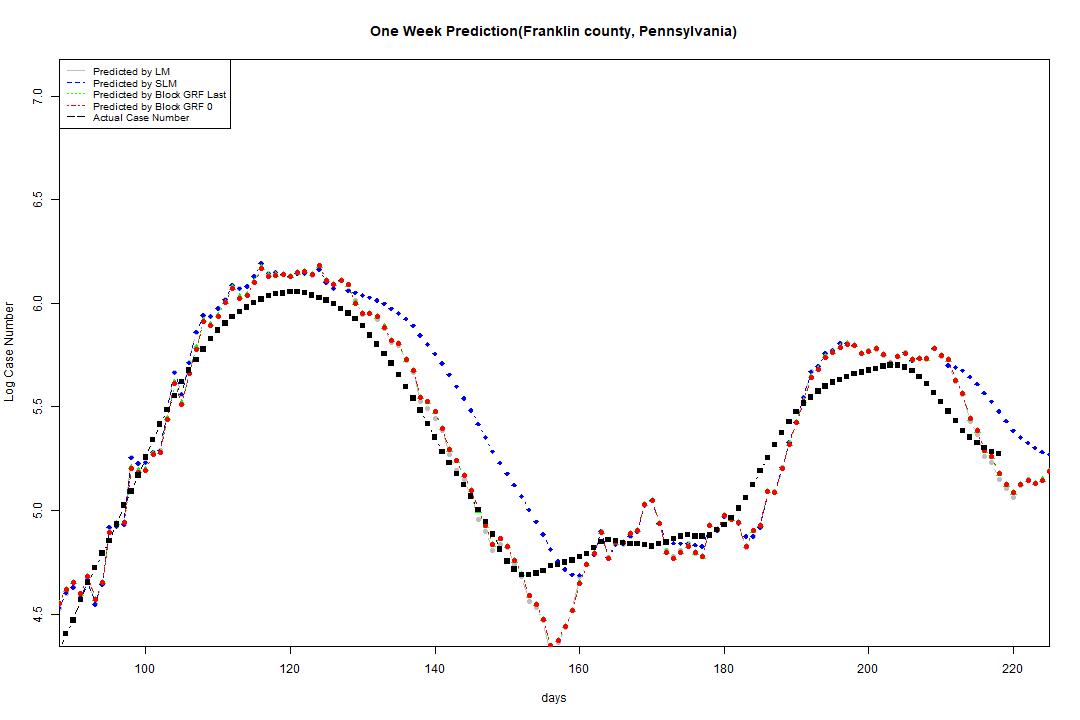 One Week Prediction(Franklin county, Pennsylvania)
Predicted by LM
Predicted by SLM
Predicted by Block GRF Last
Predicted by Block GRF 0
Actual Case Number
Log Case Number
7.0
6.5
6.0
5.5
5.0
4.5
100 120 140 160 180 200 220
days